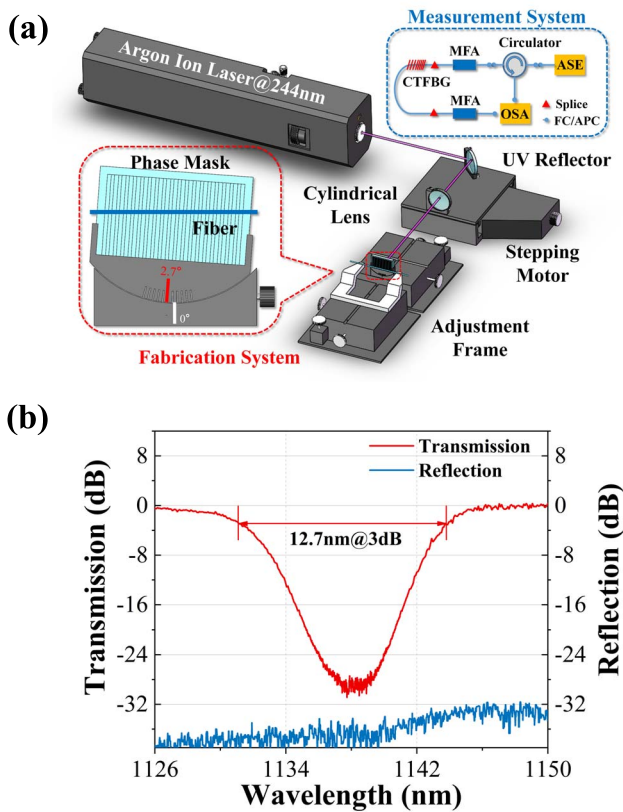 (a)
Measurement System
Argon Ion Laser@244nm
MFA
Circulator
ASE
CTFBG
MFA
OSA
Splice
FC/APC
Phase Mask
Fiber
2.7°
0°
Fabrication System
UV Reflector
Cylindrical
Lens
Stepping
Motor
Adjustment
Frame
(b)
Transmission
Reflection
12.7nm@3dB
Transmission (dB)
8
0
-8
-16
-24
-32
Reflection (dB)
8
0
-8
-16
-24
-32
1126
1134
1142
1150
Wavelength (nm)